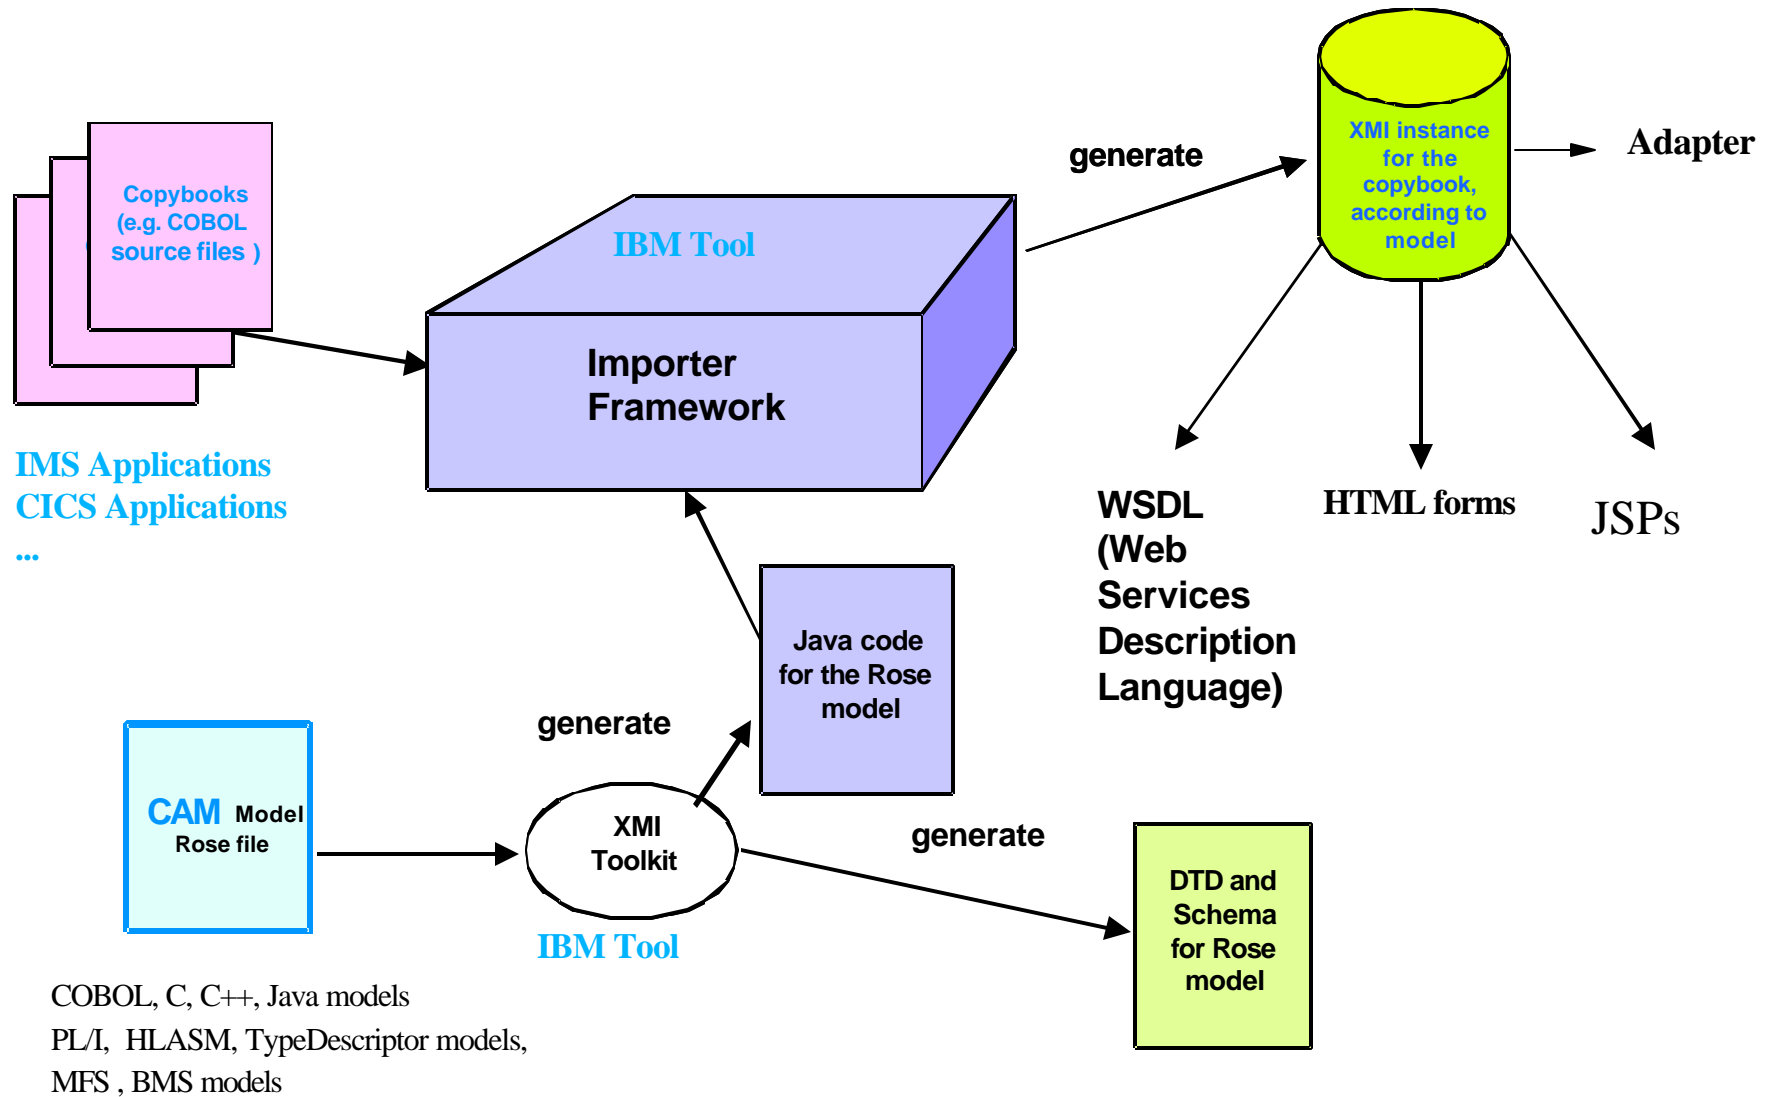 Copybooks
(e.g. COBOL
source files )
IMS Applications
CICS Applications
...
IBM Tool
Importer
Framework
generate
XMI instance
for the
copybook,
according to
model
Adapter
WSDL
(Web
Services
Description
Language)
HTML forms
JSPs
Java code
for the Rose
model
generate
CAM Model
Rose file
XMI
Toolkit
IBM Tool
generate
DTD and
Schema
for Rose
model
COBOL, C, C++, Java models
PL/I, HLASM, TypeDescriptor models,
MFS , BMS models